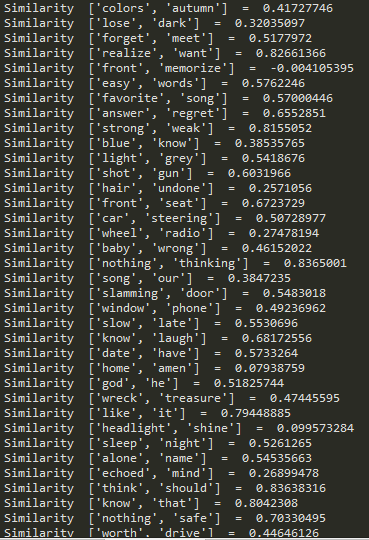 Similarity  ['colors', 'autumn']  =  0.41727746
Similarity  ['lose', 'dark']  =  0.32035097
Similarity  ['forget', 'meet']  =  0.5177972
Similarity  ['realize', 'want']  =  0.82661366
Similarity  ['front', 'memorize']  =  -0.004105395
Similarity  ['easy', 'words']  =  0.5762246
Similarity  ['favorite', 'song']  =  0.57000446
Similarity  ['answer', 'regret']  =  0.6552851
Similarity  ['strong', 'weak']  =  0.8155052
Similarity  ['blue', 'know']  =  0.38535765
Similarity  ['light', 'grey']  =  0.5418676
Similarity  ['shot', 'gun']  =  0.6031966
Similarity  ['hair', 'undone']  =  0.2571056
Similarity  ['front', 'seat']  =  0.6723729
Similarity  ['car', 'steering']  =  0.50728977
Similarity  ['wheel', 'radio']  =  0.27478194
Similarity  ['baby', 'wrong']  =  0.46152022
Similarity  ['nothing', 'thinking']  =  0.8365001
Similarity  ['song', 'our']  =  0.3847235
Similarity  ['slamming', 'door']  =  0.5483018
Similarity  ['window', 'phone']  =  0.49236962
Similarity  ['slow', 'late']  =  0.5530696
Similarity  ['know', 'laugh']  =  0.68172556
Similarity  ['date', 'have']  =  0.5733264
Similarity  ['home', 'amen']  =  0.07938759
Similarity  ['god', 'he']  =  0.51825744
Similarity  ['wreck', 'treasure']  =  0.47445595
Similarity  ['like', 'it']  =  0.79448885
Similarity  ['headlight', 'shine']  =  0.099573284
Similarity  ['sleep', 'night']  =  0.5261265
Similarity  ['alone', 'name']  =  0.54535663
Similarity  ['echoed', 'mind']  =  0.26899478
Similarity  ['think', 'should']  =  0.83638316
Similarity  ['know', 'that']  =  0.8042308
Similarity  ['nothing', 'safe']  =  0.70330495
Similarity  ['worth', 'drive']  =  0.44646126